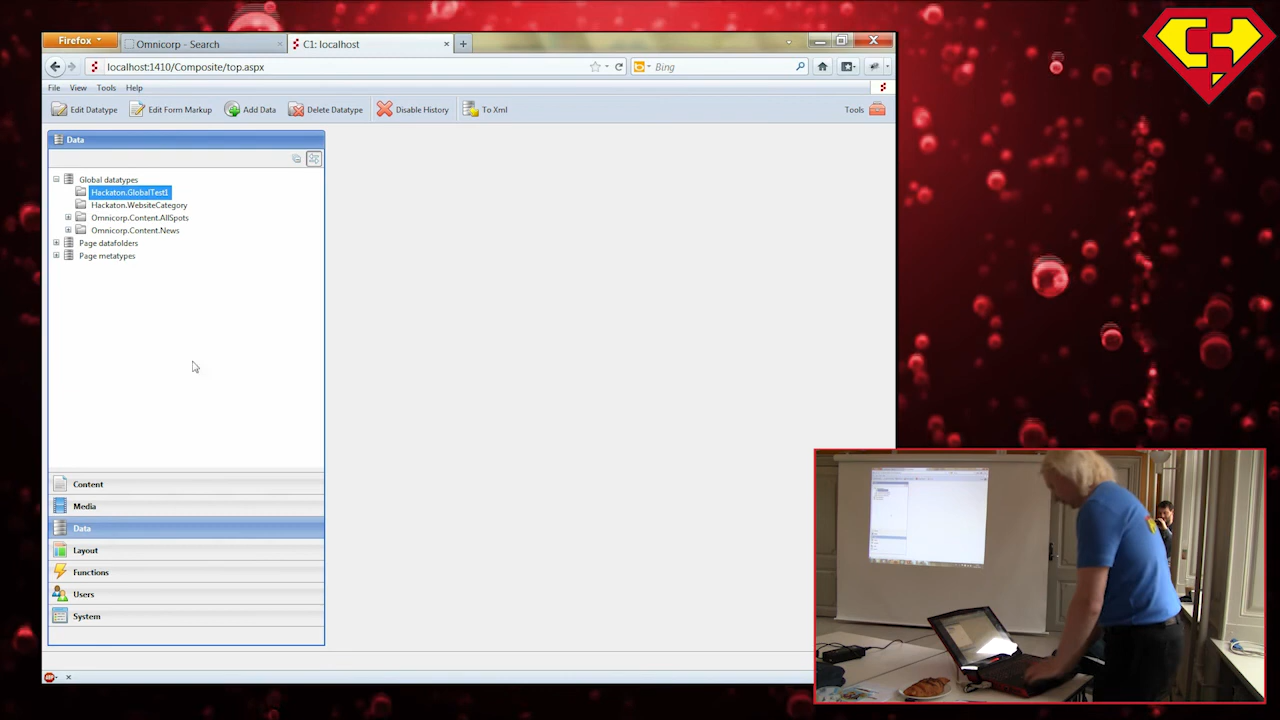 Firefox
Omnicorp - Search
C1: localhost
localhost:1410/Composite/top.aspx
Bing
File View Tools Help
Edit Datatype
Edit Form Markup
Add Data
Delete Datatype
Disable History
To Xml
Tools
Data
Global datatypes
Hackaton.GlobalTest1
Hackaton.WebsiteCategory
Omnicorp.Content.AllSpots
Omnicorp.Content.News
Page datafolders
Page metatypes
Content
Media
Data
Layout
Functions
Users
System